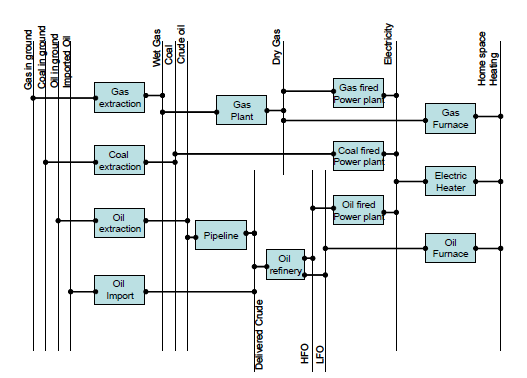 Gas in ground
Coal in ground
Oil in ground
Imported Oil
Wet Gas
Coal
Crude oil
Dry Gas
Electricity
Home space
Heating
Gas
extraction
Gas
Plant
Gas fired
Power plant
Gas
Furnace
Coal
extraction
Coal fired
Power plant
Electric
Heater
Oil
extraction
Pipeline
Oil fired
Power plant
Oil
refinery
Oil
Furnace
Oil
Import
Delivered Crude
HFO
LFO